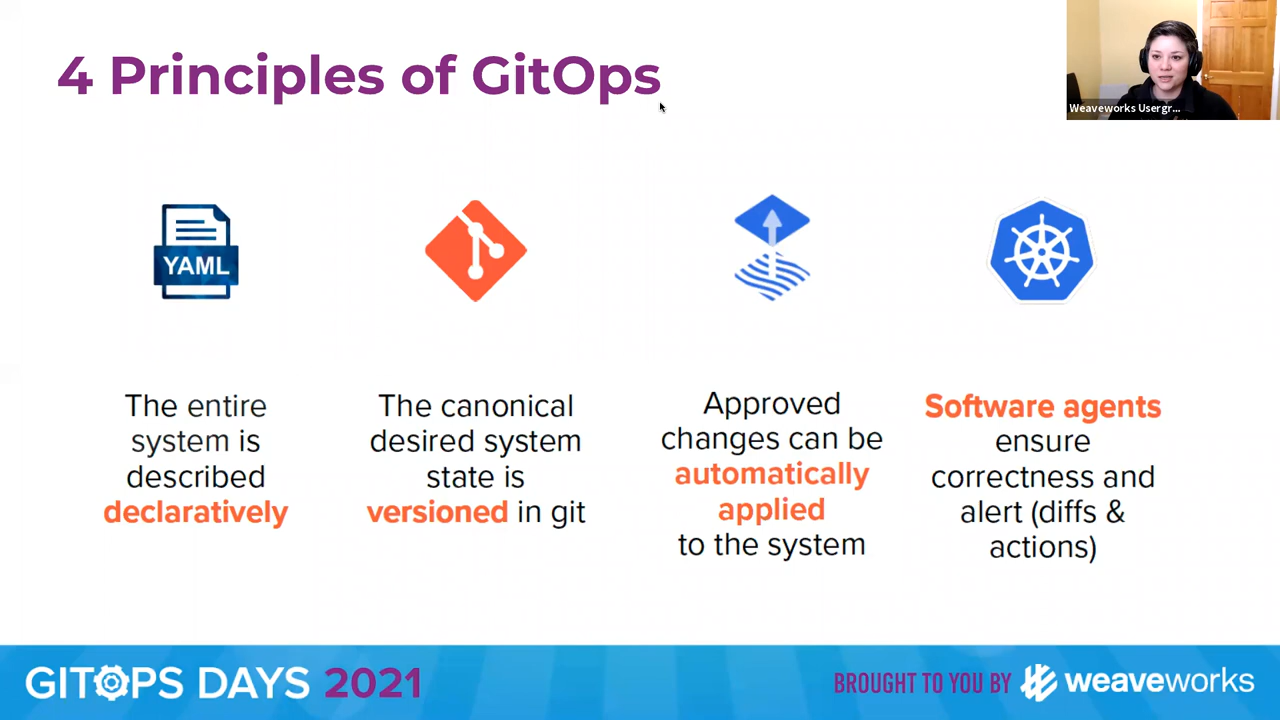 4 Principles of GitOps
Weaveworks Usergr...
YAML
The entire
system is
described
declaratively
The canonical
desired system
state is
versioned in git
Approved
changes can be
automatically
applied
to the system
Software agents
ensure
correctness and
alert (diffs &
actions)
GITOPS DAYS 2021
BROUGHT TO YOU BY weaveworks